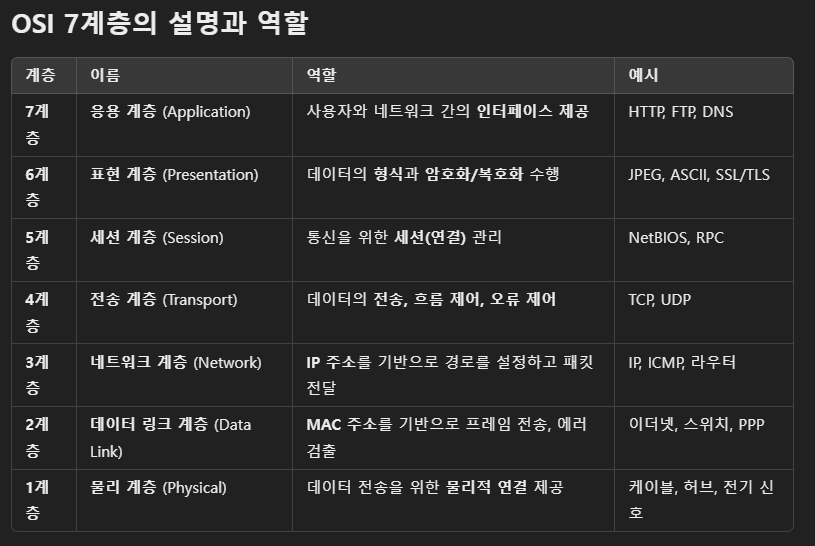 OSI 7계층의 설명과 역할
계층 이름 역할 예시
7계 응용 계층 (Application) 사용자와 네트워크 간의 인터페이스 제공 HTTP, FTP, DNS
층
6계 표현 계층 (Presentation) 데이터의 형식과 암호화/복호화 수행 JPEG, ASCII, SSL/TLS
층
5계 세션 계층 (Session) 통신을 위한 세션(연결) 관리 NetBIOS, RPC
층
4계 전송 계층 (Transport) 데이터의 전송, 흐름 제어, 오류 제어 TCP, UDP
층
3계 네트워크 계층 (Network) IP 주소를 기반으로 경로를 설정하고 패킷 IP, ICMP, 라우터
층 전달
2계 데이터 링크 계층 (Data MAC 주소를 기반으로 프레임 전송, 에러 이더넷, 스위치, PPP
층 Link) 검출
1계 물리 계층 (Physical) 데이터 전송을 위한 물리적 연결 제공 케이블, 허브, 전기 신
층 호